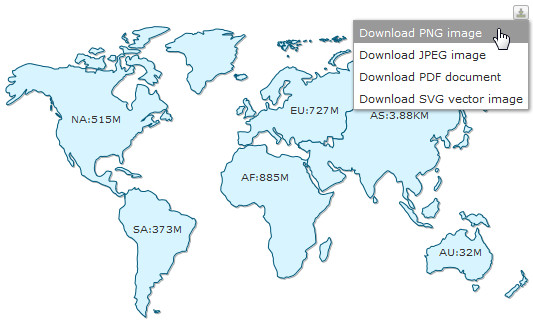 Download PNG image
Download JPEG image
Download PDF document
Download SVG vector image
NA:515M
EU:727M
AS:3.88KM
AF:885M
SA:373M
AU:32M